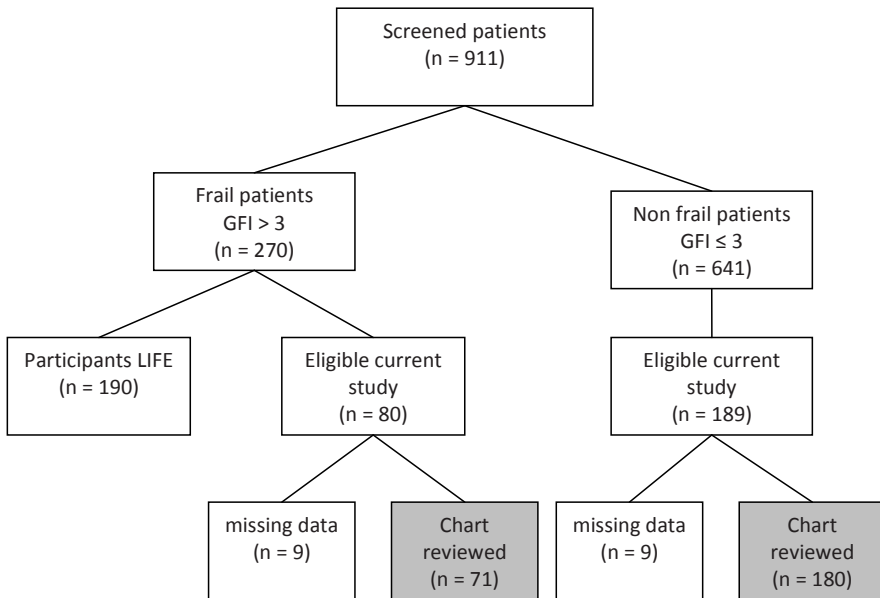 Screened patients
(n = 911)
Frail patients
GFI > 3
(n = 270)
Non frail patients
GFI ≤ 3
(n = 641)
Participants LIFE
(n = 190)
Eligible current
study
(n = 80)
Eligible current
study
(n = 189)
missing data
(n = 9)
Chart
reviewed
(n = 71)
missing data
(n = 9)
Chart
reviewed
(n = 180)